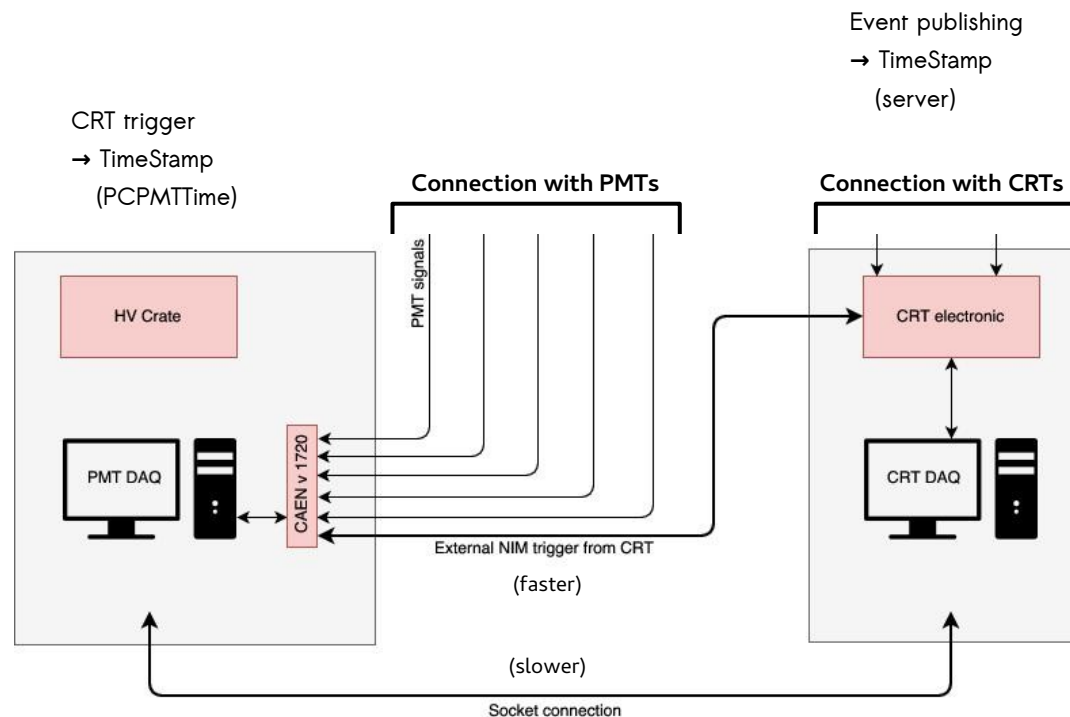 Event publishing
→ TimeStamp
(server)
CRT trigger
→ TimeStamp
(PCPMTTime)
Connection with PMTs
Connection with CRTs
PMT signals
HV Crate
CRT electronic
PMT DAQ
CAEN v 1720
CRT DAQ
External NIM trigger from CRT
(faster)
(slower)
Socket connection